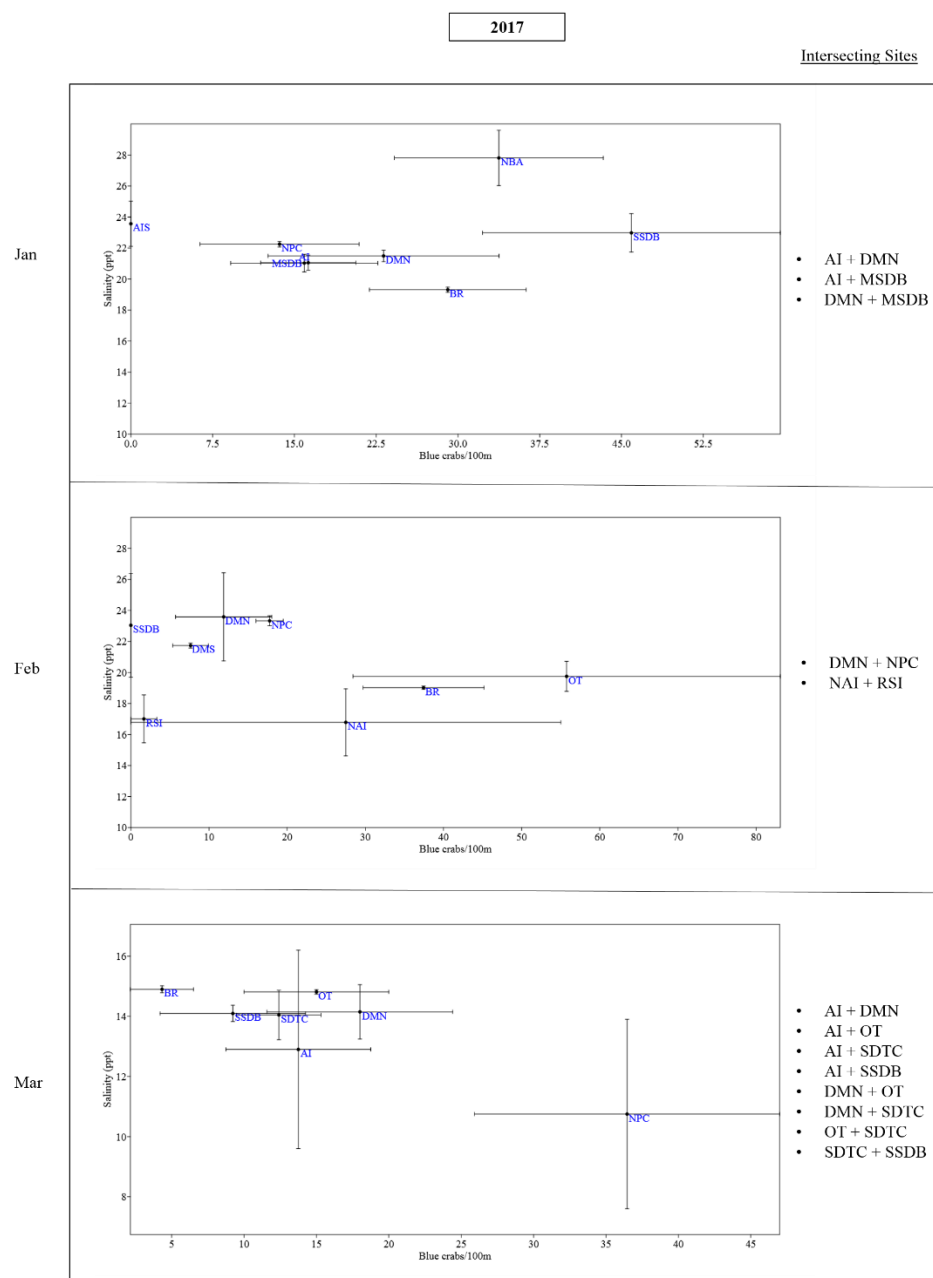 2017
Intersecting Sites
Jan
Salinity (ppt)
28
26
24
22
20
18
16
14
12
10
0.0 7.5 15.0 22.5 30.0 37.5 45.0 52.5
Blue crabs/100m
NBA
AIS
SSDB
NPC
AI
DMN
MSDB
BR
• AI + DMN
• AI + MSDB
• DMN + MSDB
Feb
Salinity (ppt)
28
26
24
22
20
18
16
14
12
10
0 10 20 30 40 50 60 70 80
Blue crabs/100m
SSDB
DMN
NPC
DMS
OT
BR
RSI
NAI
• DMN + NPC
• NAI + RSI
Mar
Salinity (ppt)
16
14
12
10
8
5 10 15 20 25 30 35 40 45
Blue crabs/100m
BR
OT
SSDB
SDTC
DMN
AI
NPC
• AI + DMN
• AI + OT
• AI + SDTC
• AI + SSDB
• DMN + OT
• DMN + SDTC
• OT + SDTC
• SDTC + SSDB